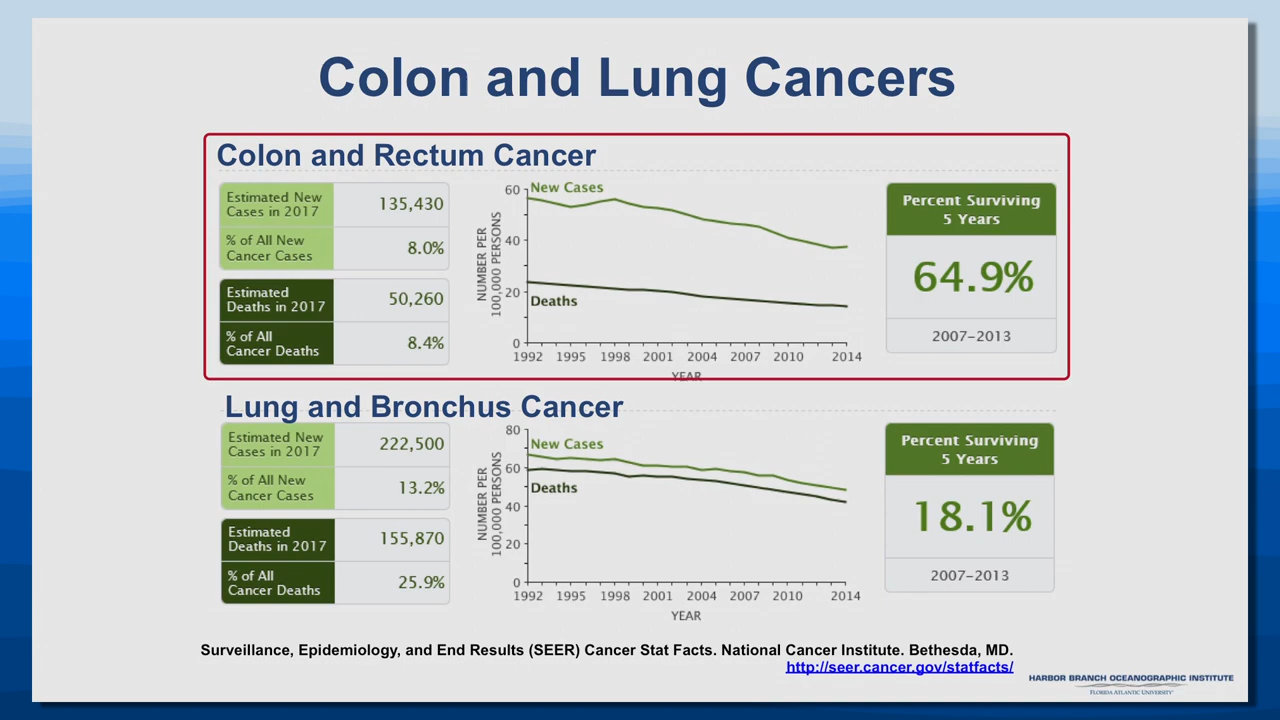 Colon and Lung Cancers
Colon and Rectum Cancer
Estimated New
Cases in 2017
135,430
% of All New
Cancer Cases
8.0%
Estimated
Deaths in 2017
50,260
% of All
Cancer Deaths
8.4%
NUMBER PER
100,000 PERSONS
60
40
20
0
New Cases
Deaths
1992 1995 1998 2001 2004 2007 2010 2014
YEAR
Percent Surviving
5 Years
64.9%
2007–2013
Lung and Bronchus Cancer
Estimated New
Cases in 2017
222,500
% of All New
Cancer Cases
13.2%
Estimated
Deaths in 2017
155,870
% of All
Cancer Deaths
25.9%
NUMBER PER
100,000 PERSONS
80
60
40
20
0
New Cases
Deaths
1992 1995 1998 2001 2004 2007 2010 2014
YEAR
Percent Surviving
5 Years
18.1%
2007–2013
Surveillance, Epidemiology, and End Results (SEER) Cancer Stat Facts. National Cancer Institute. Bethesda, MD.
http://seer.cancer.gov/statfacts/
HARBOR BRANCH OCEANOGRAPHIC INSTITUTE
FLORIDA ATLANTIC UNIVERSITY